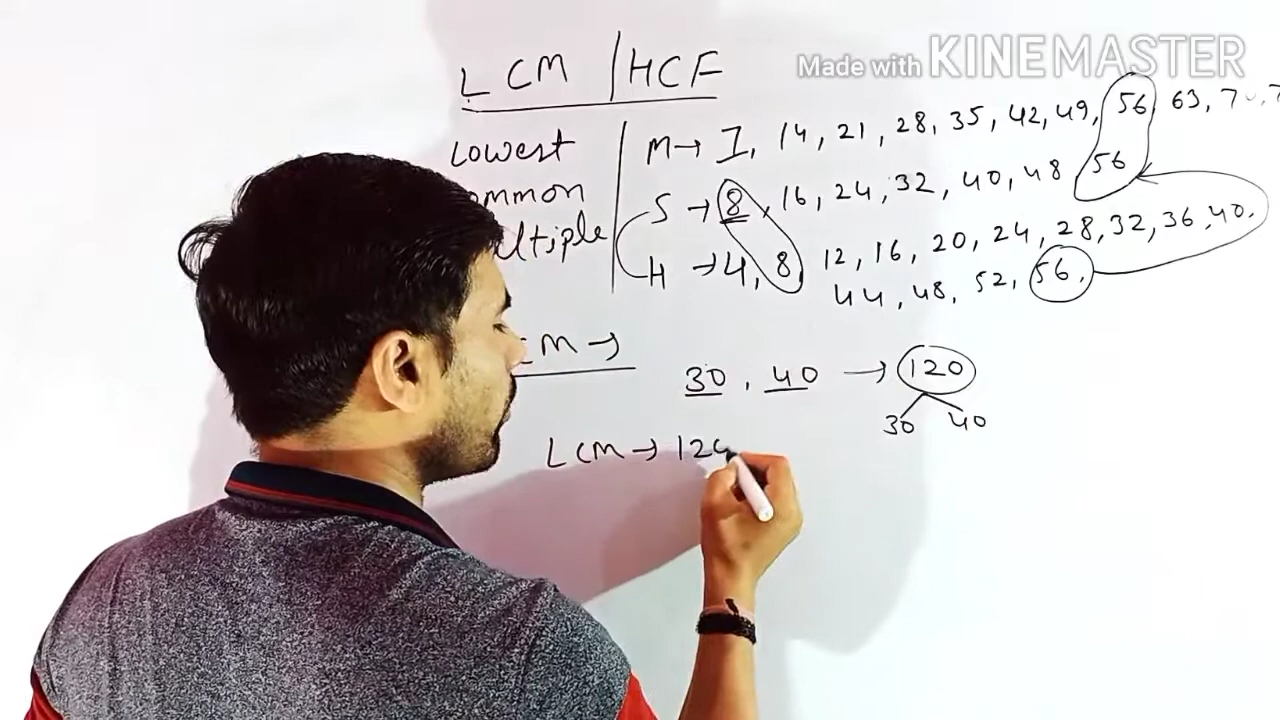 Made with KINEMASTER
LCM / HCF
Lowest
M → 7, 14, 21, 28, 35, 42, 49, 56, 63,
S → 8, 16, 24, 32, 40, 48 56
H → 4, 8, 12, 16, 20, 24, 28, 32, 36, 40,
44, 48, 52, 56,
30, 40 → 120
30 40
LCM → 120